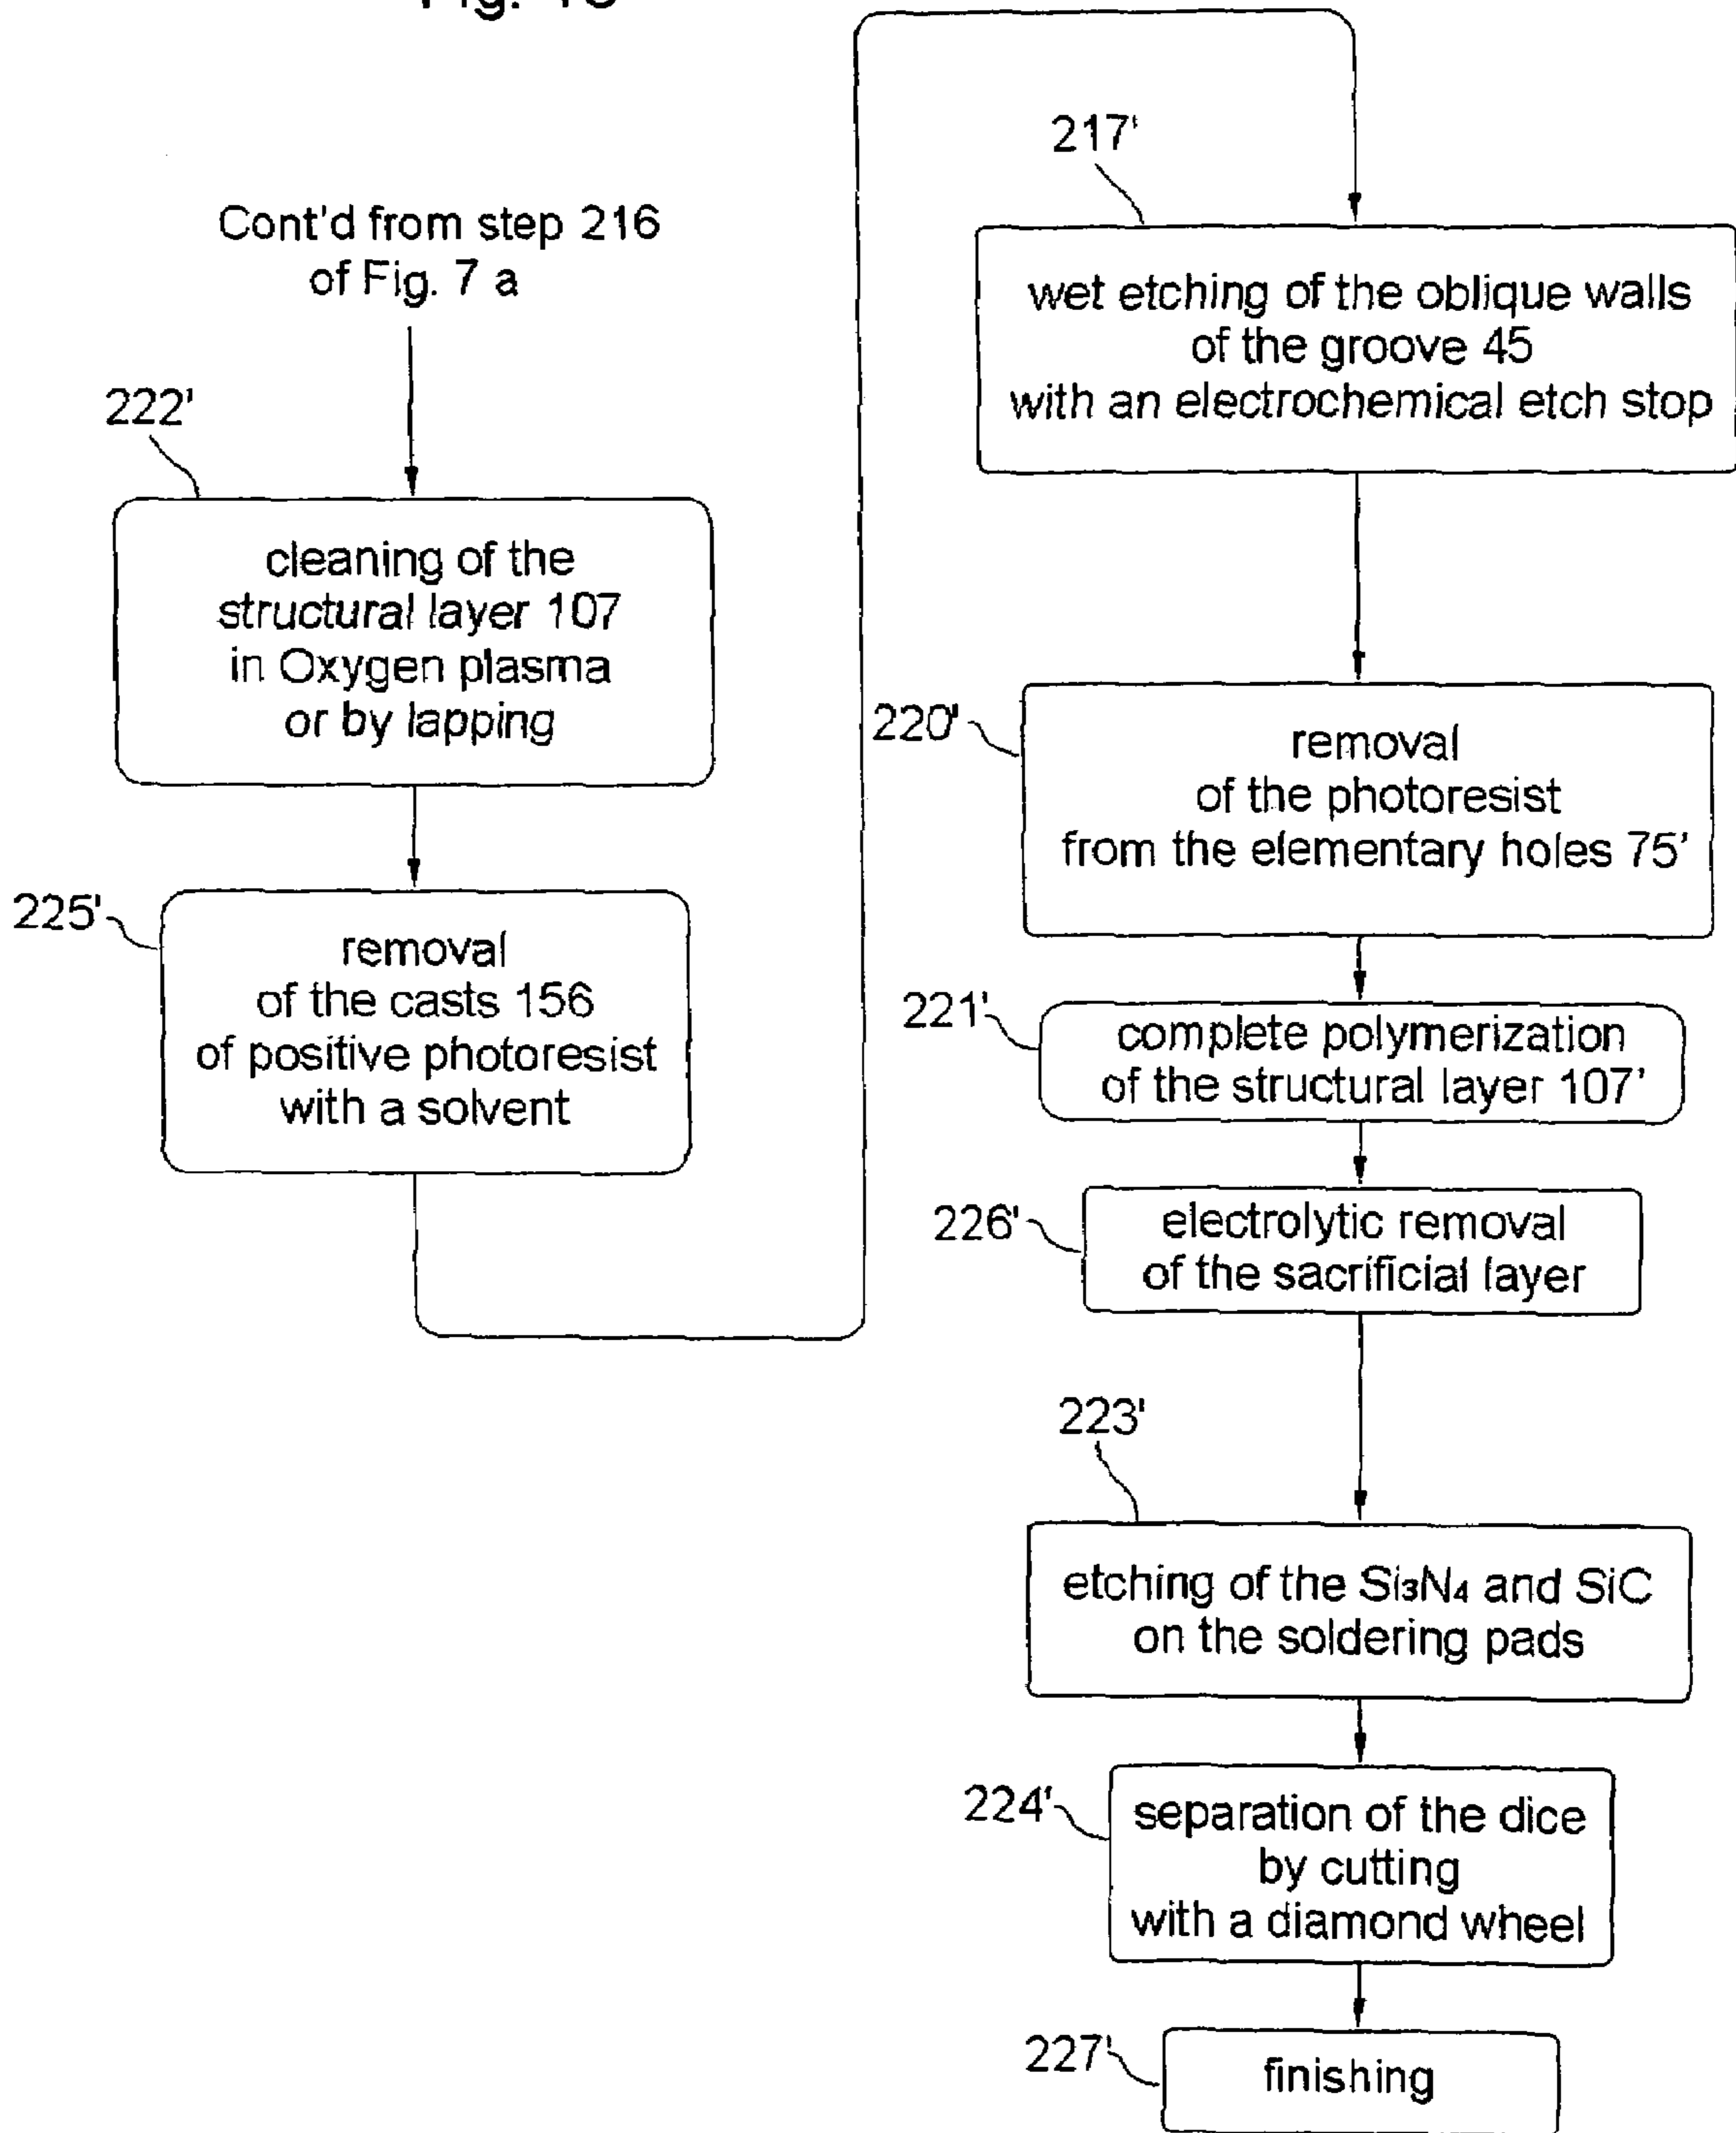 Cont'd from step 216
of Fig. 7 a
222'
cleaning of the
structural layer 107
in Oxygen plasma
or by lapping
225'
removal
of the casts 156
of positive photoresist
with a solvent
217'
wet etching of the oblique walls
of the groove 45
with an electrochemical etch stop
220'
removal
of the photoresist
from the elementary holes 75'
221'
complete polymerization
of the structural layer 107'
226'
electrolytic removal
of the sacrificial layer
223'
etching of the Si₃N₄ and SiC
on the soldering pads
224'
separation of the dice
by cutting
with a diamond wheel
227'
finishing